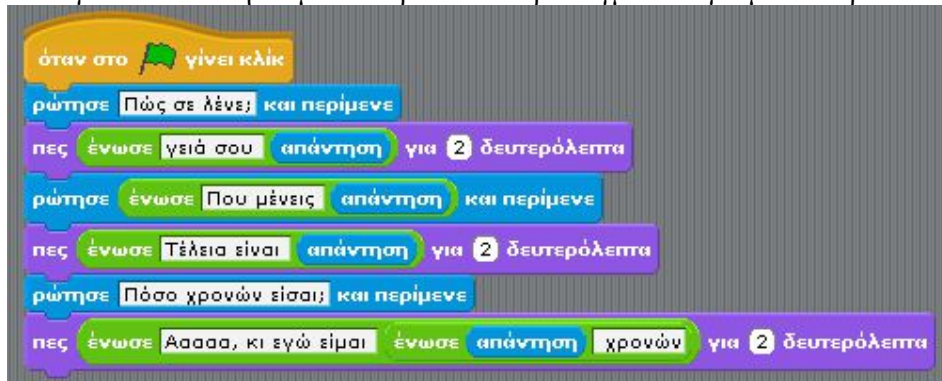 όταν στο γίνει κλίκ
ρώτησε Πώς σε λένε; και περίμενε
πες ένωσε γειά σου απάντηση για 2 δευτερόλεπτα
ρώτησε ένωσε Που μένεις απάντηση και περίμενε
πες ένωσε Τέλεια είναι απάντηση για 2 δευτερόλεπτα
ρώτησε Πόσο χρονών είσαι; και περίμενε
πες ένωσε Ααααα, κι εγώ είμαι ένωσε απάντηση χρονών για 2 δευτερόλεπτα